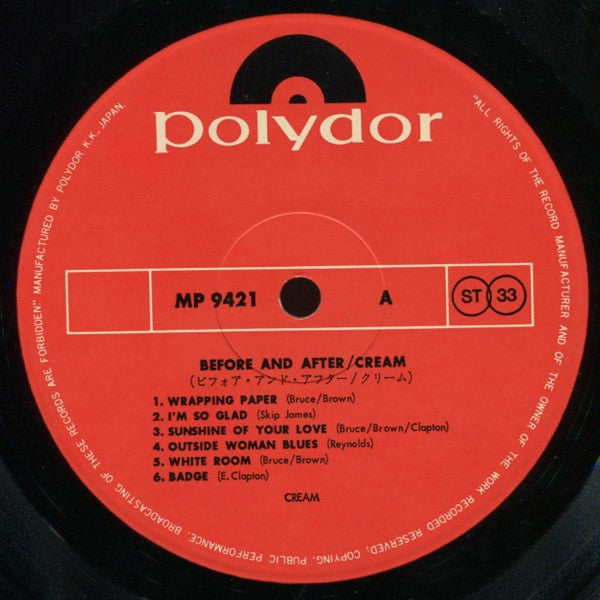 polydor
"ALL RIGHTS OF THE RECORD MANUFACTURER AND OF THE OWNER OF THE WORK RECORDED RESERVED; COPYING, PUBLIC PERFORMANCE, BROADCASTING OF THESE RECORDS ARE FORBIDDEN." MANUFACTURED BY POLYDOR K.K., JAPAN.
MP 9421 A ST 33
BEFORE AND AFTER/CREAM
(ビフォア・アンド・アフター/クリーム)
1. WRAPPING PAPER (Bruce/Brown)
2. I'M SO GLAD (Skip James)
3. SUNSHINE OF YOUR LOVE (Bruce/Brown/Clapton)
4. OUTSIDE WOMAN BLUES (Reynolds)
5. WHITE ROOM (Bruce/Brown)
6. BADGE (E. Clapton)
CREAM